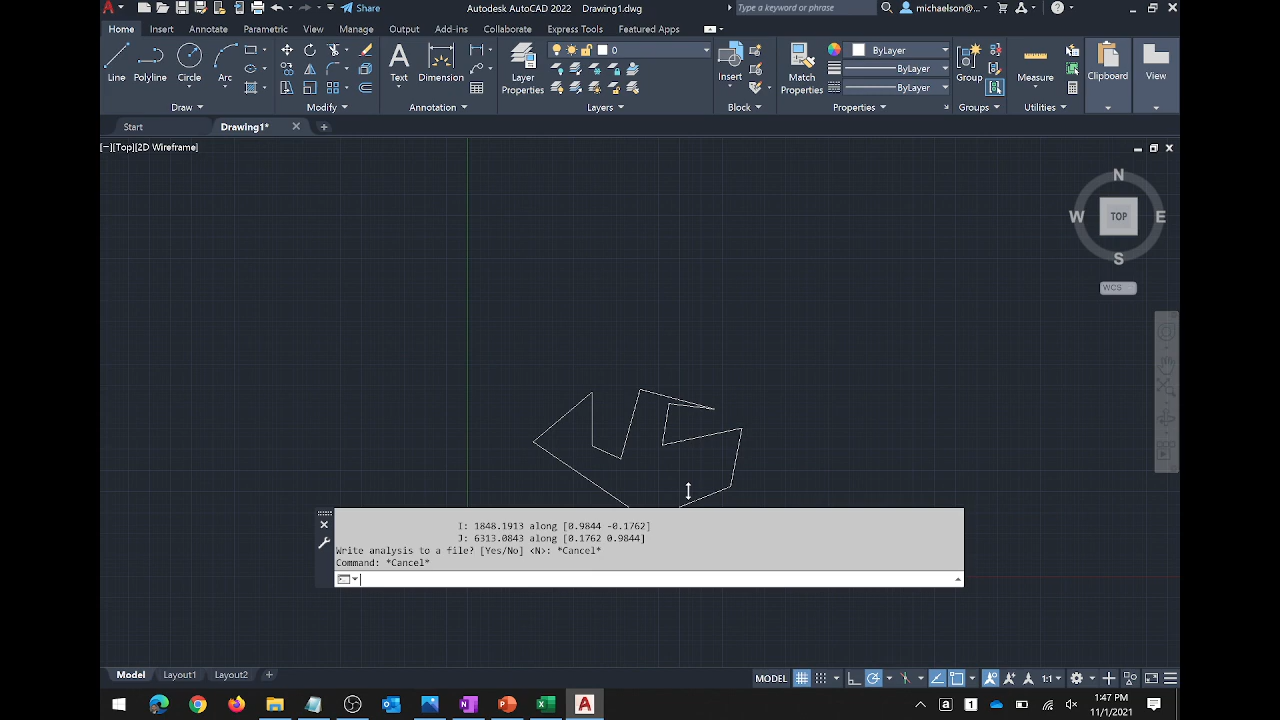 Share
Autodesk AutoCAD 2022 Drawing1.dwg
Type a keyword or phrase
michaelson@...
Home Insert Annotate Parametric View Manage Output Add-ins Collaborate Express Tools Featured Apps
Line Polyline Circle Arc
Text Dimension
Layer Properties
0
Insert
Match Properties
ByLayer
ByLayer
ByLayer
Group
Measure
Clipboard
View
Draw Modify Annotation Layers Block Properties Groups Utilities
Start Drawing1*
[−][Top][2D Wireframe]
N
W TOP E
S
WCS
I: 1848.1913 along [0.9844 -0.1762]
J: 6313.0843 along [0.1762 0.9844]
Write analysis to a file? [Yes/No] <N>: *Cancel*
Command: *Cancel*
Model Layout1 Layout2 +
MODEL
1:1
1:47 PM
11/1/2021